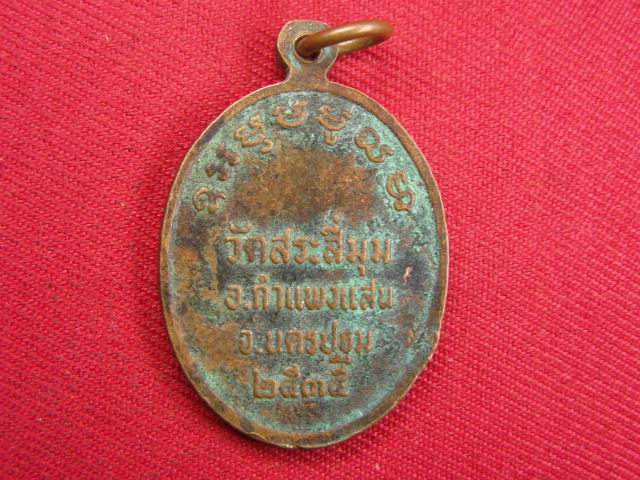 วัดสระสี่มุม
อ.กำแพงแสน
จ.นครปฐม
๒๕๓๕